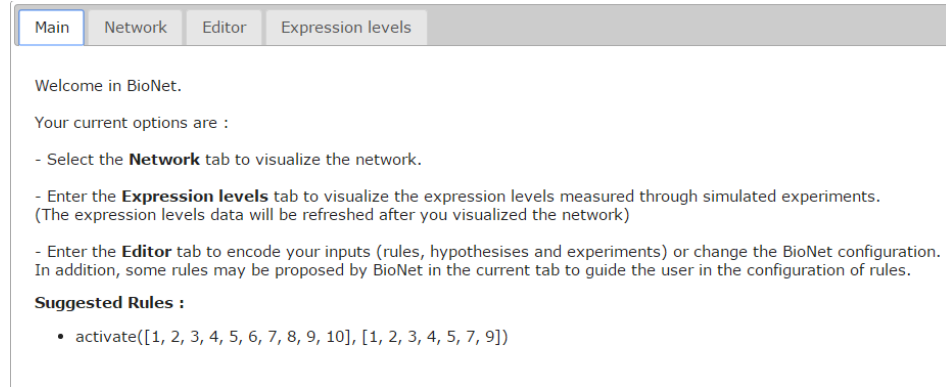 Main Network Editor Expression levels
Welcome in BioNet.
Your current options are :
- Select the Network tab to visualize the network.
- Enter the Expression levels tab to visualize the expression levels measured through simulated experiments.
(The expression levels data will be refreshed after you visualized the network)
- Enter the Editor tab to encode your inputs (rules, hypothesises and experiments) or change the BioNet configuration.
In addition, some rules may be proposed by BioNet in the current tab to guide the user in the configuration of rules.
Suggested Rules :
• activate([1, 2, 3, 4, 5, 6, 7, 8, 9, 10], [1, 2, 3, 4, 5, 7, 9])